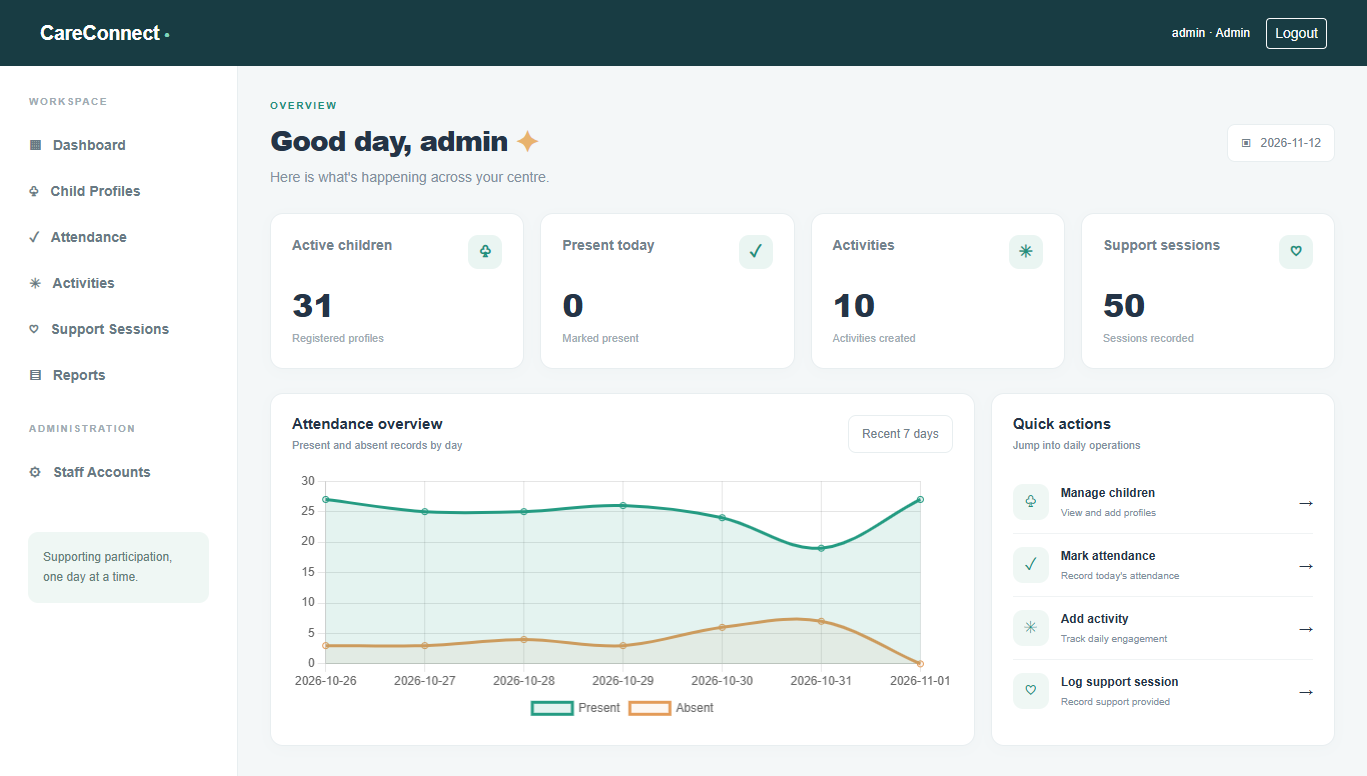 CareConnect
admin · Admin
Logout
WORKSPACE
Dashboard
Child Profiles
Attendance
Activities
Support Sessions
Reports
ADMINISTRATION
Staff Accounts
Supporting participation,
one day at a time.
OVERVIEW
Good day, admin
Here is what's happening across your centre.
2026-11-12
Active children
31
Registered profiles
Present today
0
Marked present
Activities
10
Activities created
Support sessions
50
Sessions recorded
Attendance overview
Present and absent records by day
Recent 7 days
30
25
20
15
10
5
0
2026-10-26 2026-10-27 2026-10-28 2026-10-29 2026-10-30 2026-10-31 2026-11-01
Present Absent
Quick actions
Jump into daily operations
Manage children
View and add profiles
Mark attendance
Record today's attendance
Add activity
Track daily engagement
Log support session
Record support provided